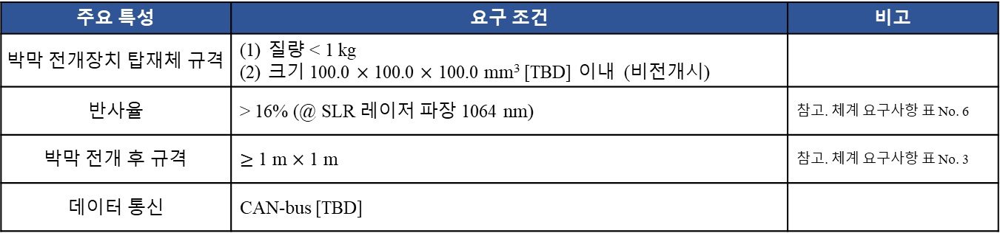 주요 특성 요구 조건 비고
박막 전개장치 탑재체 규격
(1) 질량 < 1 kg
(2) 크기 100.0 × 100.0 × 100.0 mm³ [TBD] 이내 (비전개시)
반사율 > 16% (@ SLR 레이저 파장 1064 nm) 참고. 체계 요구사항 표 No. 6
박막 전개 후 규격 ≥ 1 m × 1 m 참고. 체계 요구사항 표 No. 3
데이터 통신 CAN-bus [TBD]